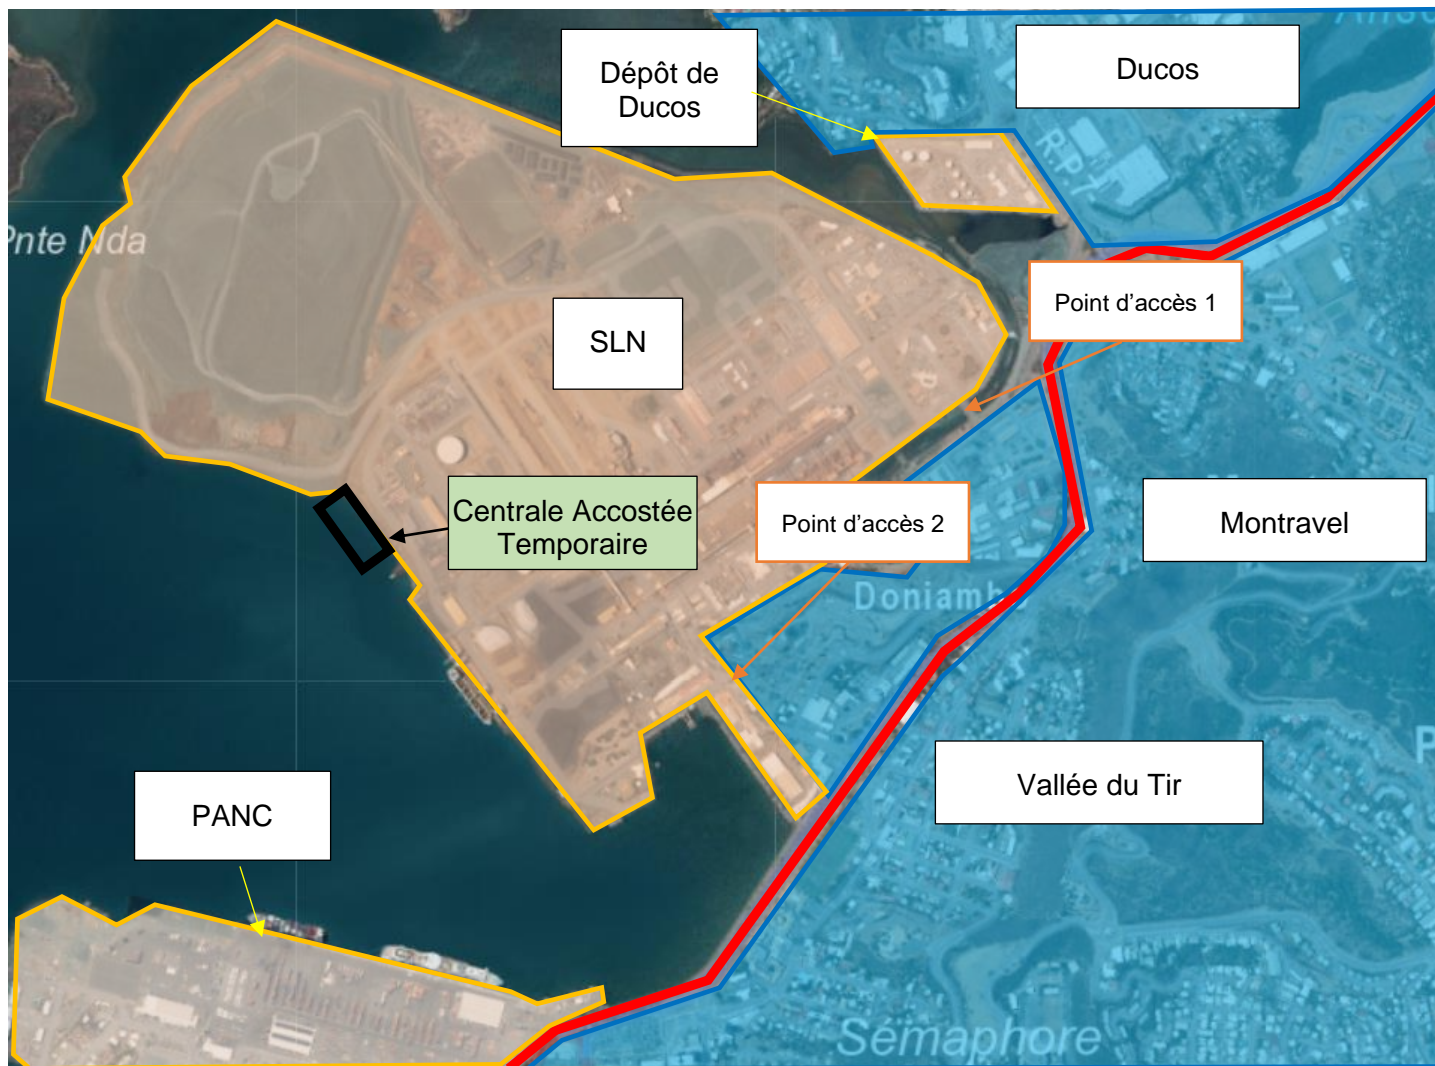 Dépôt de
Ducos
Ducos
R.P.
Pnte Nda
Point d'accès 1
SLN
Centrale Accostée
Temporaire
Point d'accès 2
Montravel
Doniambo
Vallée du Tir
PANC
Sémaphore